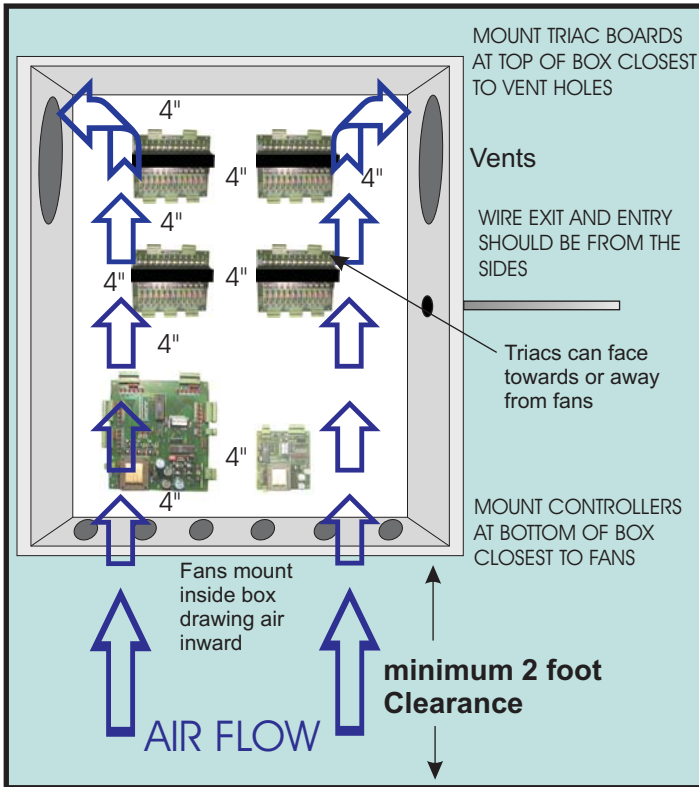 MOUNT TRIAC BOARDS
AT TOP OF BOX CLOSEST
TO VENT HOLES
4"
4"
4"
Vents
4"
WIRE EXIT AND ENTRY
SHOULD BE FROM THE
SIDES
4"
4"
4"
Triacs can face
towards or away
from fans
4"
4"
MOUNT CONTROLLERS
AT BOTTOM OF BOX
CLOSEST TO FANS
Fans mount
inside box
drawing air
inward
minimum 2 foot
Clearance
AIR FLOW